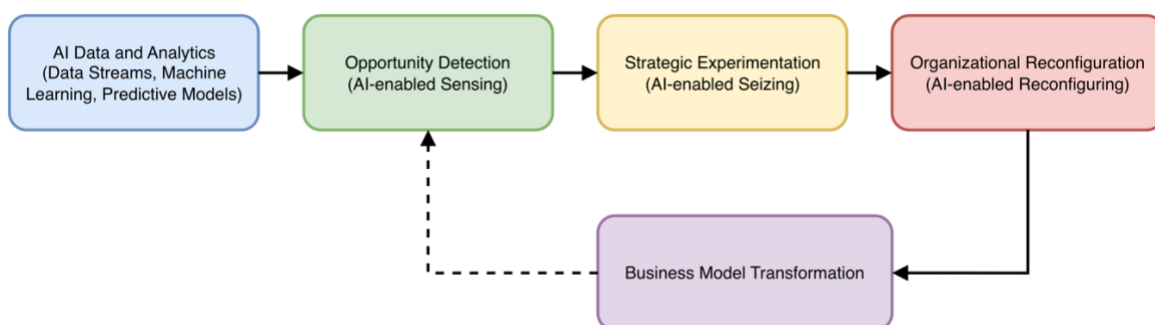 AI Data and Analytics
(Data Streams, Machine
Learning, Predictive Models)
Opportunity Detection
(AI-enabled Sensing)
Strategic Experimentation
(AI-enabled Seizing)
Organizational Reconfiguration
(AI-enabled Reconfiguring)
Business Model Transformation